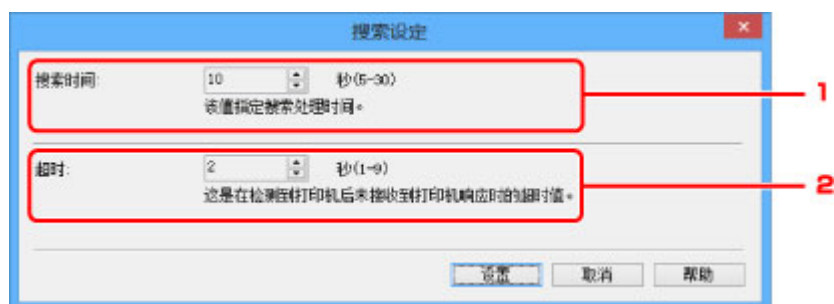 搜索设定
搜索时间: 10 秒(5-30) 1
该值指定搜索处理时间。
超时: 2 秒(1-9) 2
这是在检测到打印机后未接收到打印机响应时的超时值。
设置 取消 帮助